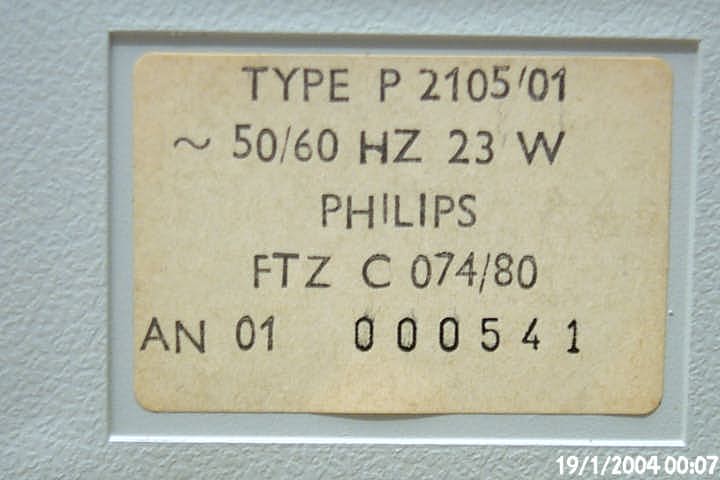 TYPE P 2105/01
~ 50/60 HZ 23 W
PHILIPS
FTZ C 074/80
AN 01 000541
19/1/2004 00:07